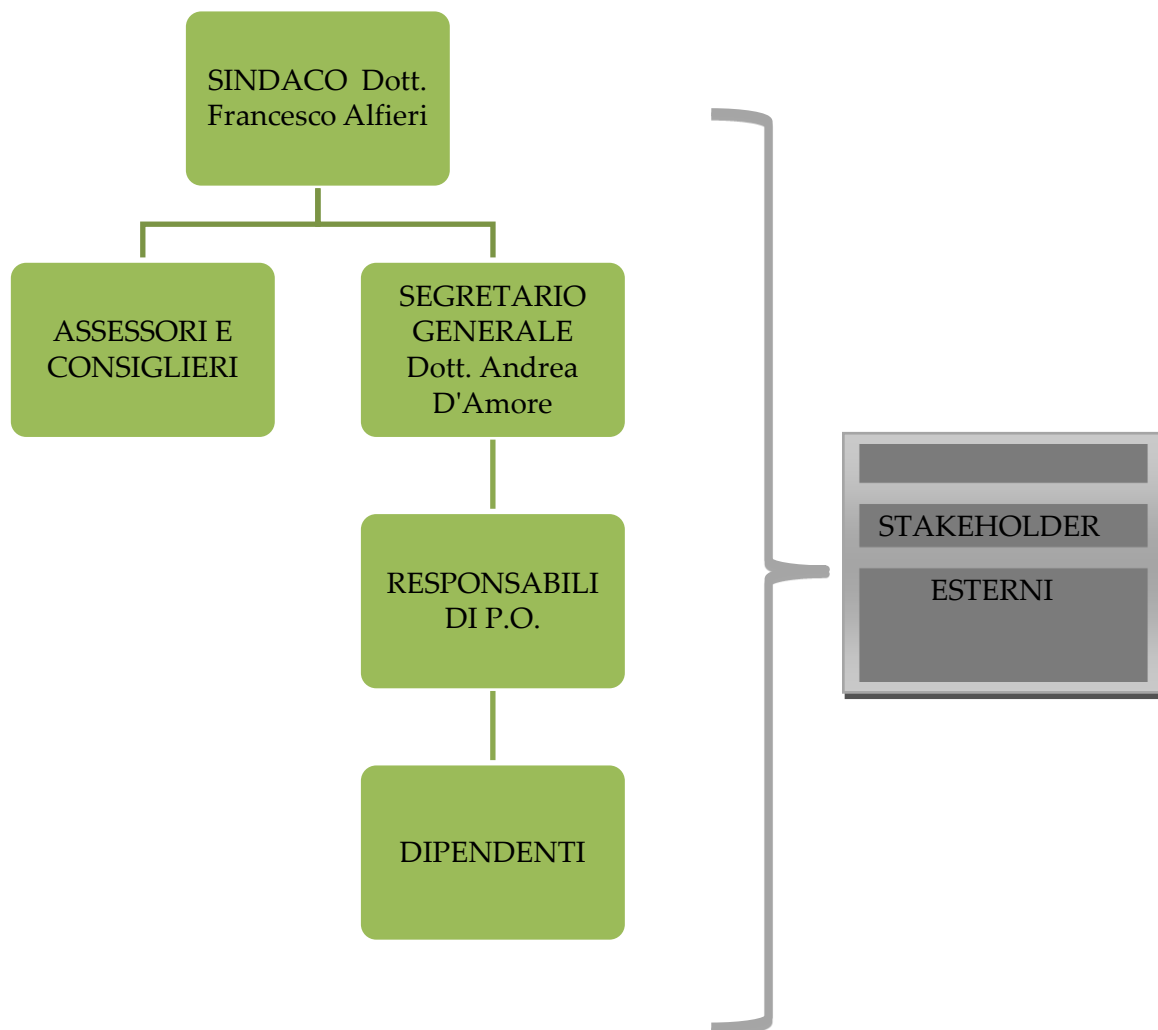 SINDACO Dott.
Francesco Alfieri
ASSESSORI E
CONSIGLIERI
SEGRETARIO
GENERALE
Dott. Andrea
D'Amore
RESPONSABILI
DI P.O.
DIPENDENTI
STAKEHOLDER
ESTERNI